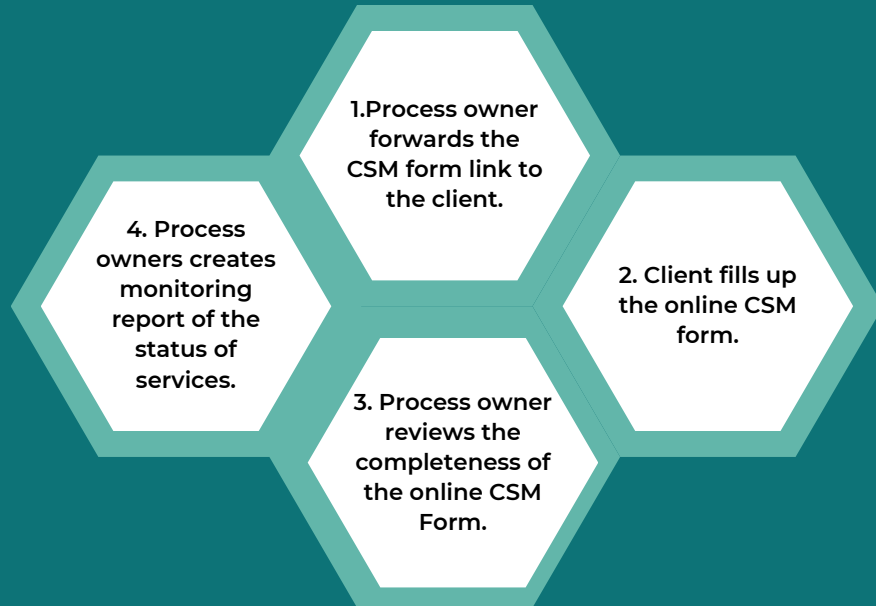 1.Process owner
forwards the
CSM form link to
the client.
2. Client fills up
the online CSM
form.
3. Process owner
reviews the
completeness of
the online CSM
Form.
4. Process
owners creates
monitoring
report of the
status of
services.